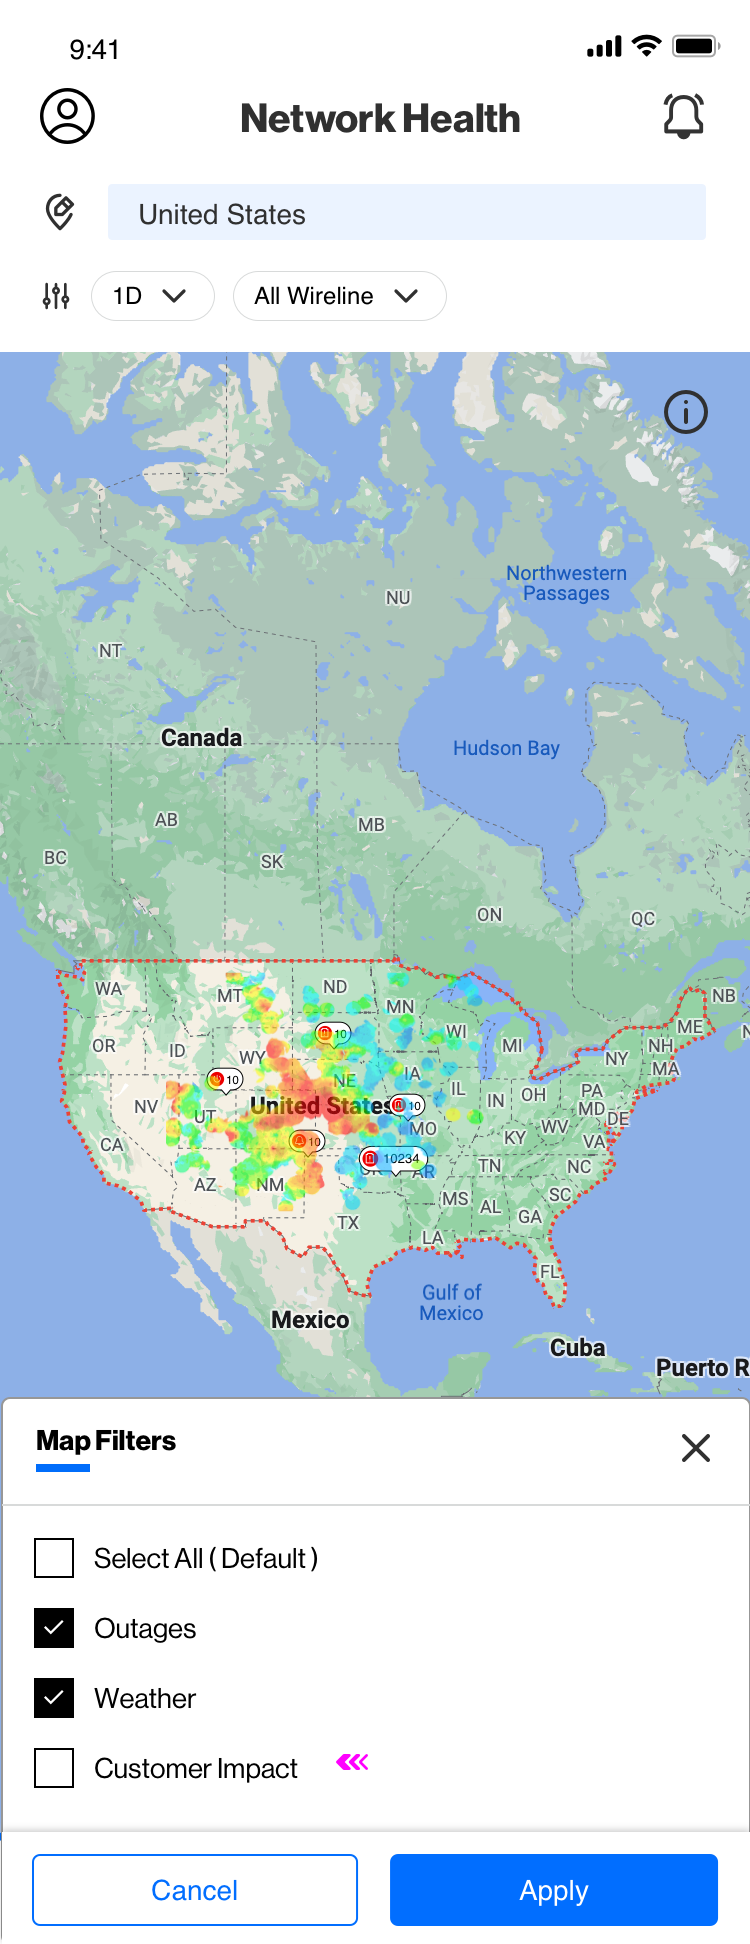 9:41
Network Health
United States
1D
All Wireline
Northwestern
Passages
NU
NT
Canada
Hudson Bay
AB
MB
BC
SK
ON
QC
WA
MT
ND
MN
NB
OR
ID
WY
10
WI
MI
ME
NH
NY
MA
10
NE
IA
IL
IN
OH
PA
MD
DE
NV
UT
United States
10
MO
KY
WV
VA
CA
10
10234
AR
TN
NC
AZ
NM
MS
AL
SC
GA
TX
LA
FL
Gulf of
Mexico
Mexico
Cuba
Puerto R
Map Filters
Select All ( Default )
Outages
Weather
Customer Impact
Cancel
Apply